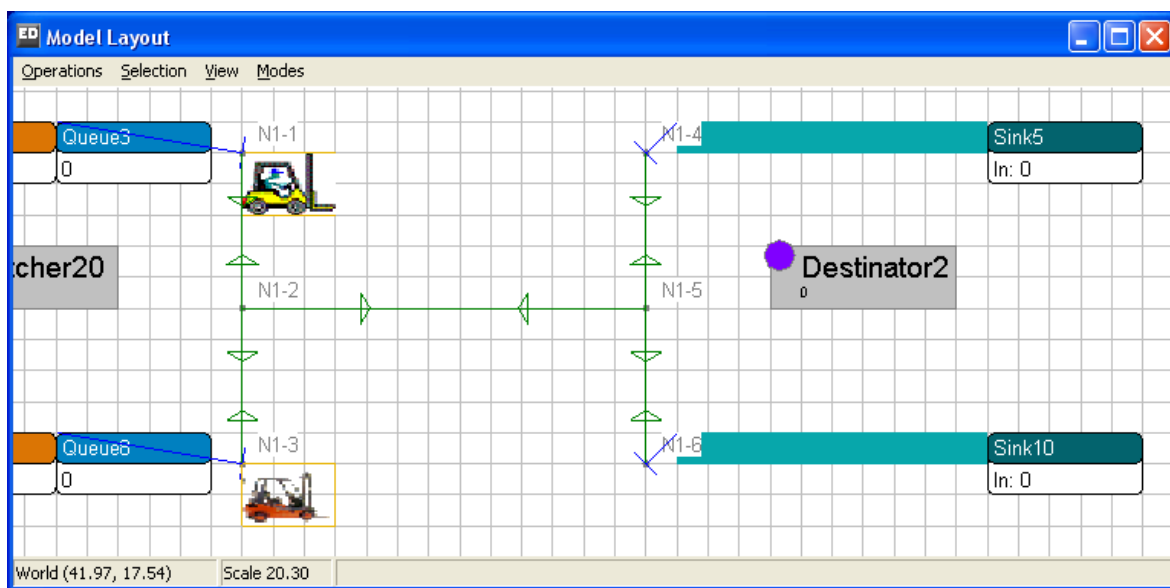 ED Model Layout
Operations Selection View Modes
Queue3 N1-1 N1-4 Sink5
0 In: 0
cher20 Destinator2
0
N1-2 N1-5
Queue6 N1-3 N1-6 Sink10
0 In: 0
World (41.97, 17.54) Scale 20.30